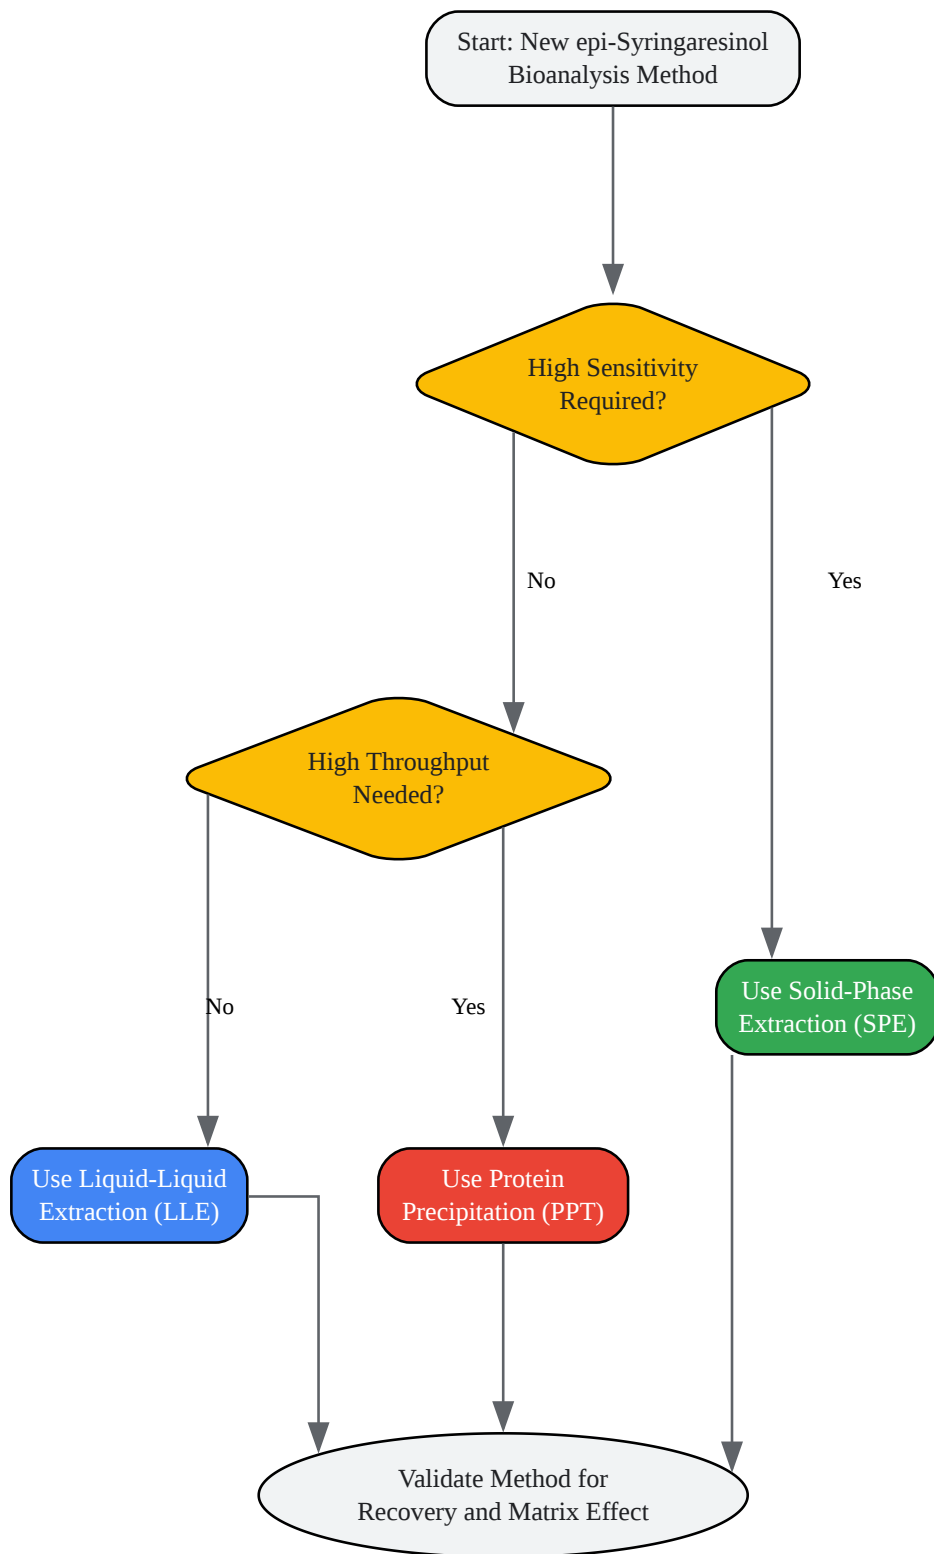 Start: New epi-Syringaresinol
Bioanalysis Method
High Sensitivity
Required?
No
Yes
High Throughput
Needed?
No
Yes
Use Solid-Phase
Extraction (SPE)
Use Liquid-Liquid
Extraction (LLE)
Use Protein
Precipitation (PPT)
Validate Method for
Recovery and Matrix Effect